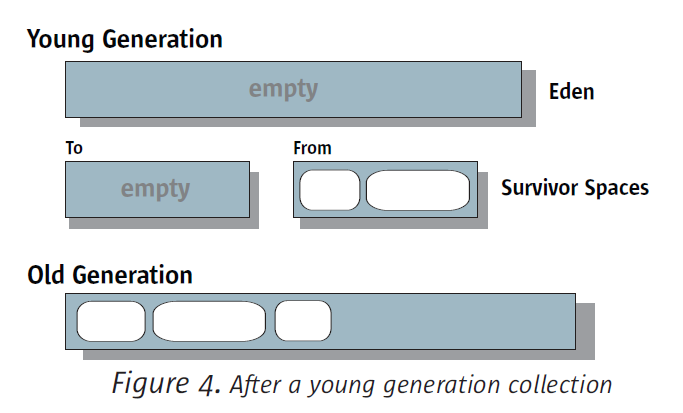 Young Generation
empty
Eden
To
From
empty
Survivor Spaces
Old Generation
Figure 4. After a young generation collection